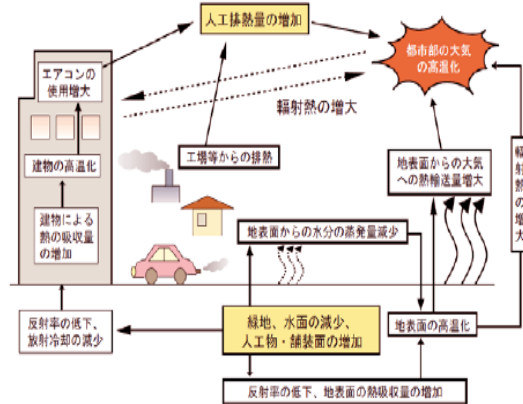 人工排熱量の増加
都市部の大気
の高温化
エアコンの
使用増大
輻射熱の増大
建物の高温化
工場等からの排熱
地表面からの大気
への熱輸送量増大
輻射熱の増大
建物による
熱の吸収量
の増加
地表面からの水分の蒸発量減少
反射率の低下、
放射冷却の減少
緑地、水面の減少、
人工物・舗装面の増加
地表面の高温化
反射率の低下、地表面の熱吸収量の増加